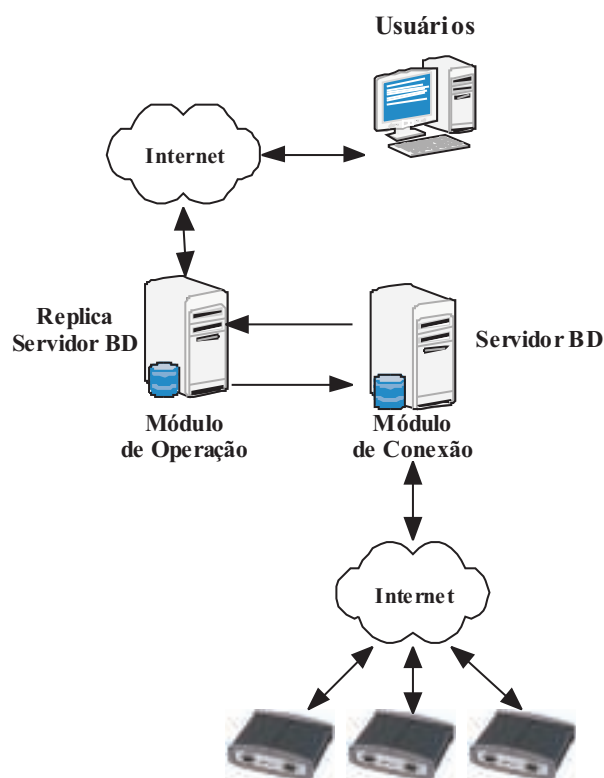 Usuários
Internet
Replica
Servidor BD
Servidor BD
Módulo
de Operação
Módulo
de Conexão
Internet